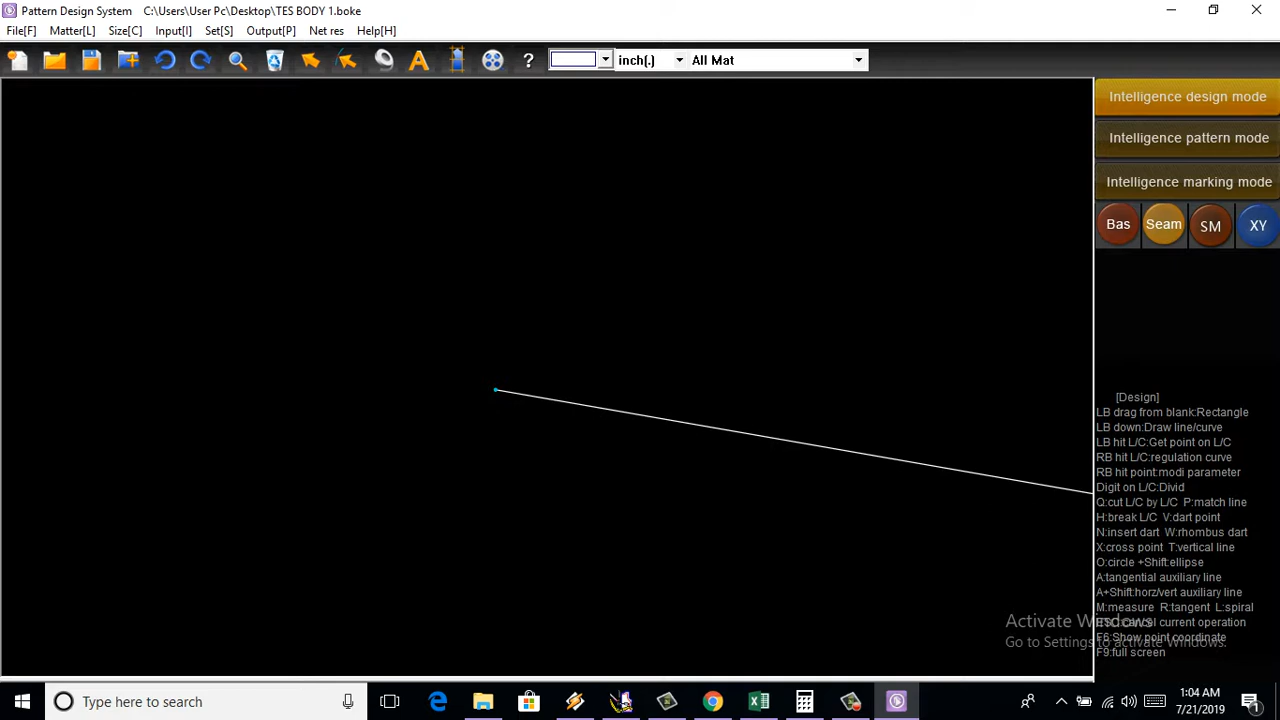 Pattern Design System C:\Users\User Pc\Desktop\TES BODY 1.boke
File[F] Matter[L] Size[C] Input[I] Set[S] Output[P] Net res Help[H]
A ? inch(.) All Mat
Intelligence design mode
Intelligence pattern mode
Intelligence marking mode
Bas Seam SM XY
[Design]
LB drag from blank:Rectangle
LB down:Draw line/curve
LB hit L/C:Get point on L/C
RB hit L/C:regulation curve
RB hit point:modi parameter
Digit on L/C:Divid
Q:cut L/C by L/C P:match line
H:break L/C V:dart point
N:insert dart W:rhombus dart
X:cross point T:vertical line
O:circle +Shift:ellipse
A:tangential auxiliary line
A+Shift:horz/vert auxiliary line
M:measure R:tangent L:spiral
ESC:cancel current operation
F6:Show point coordinate
F9:full screen
Activate Windows
Go to Settings to activate Windows.
Type here to search
1:04 AM
7/21/2019